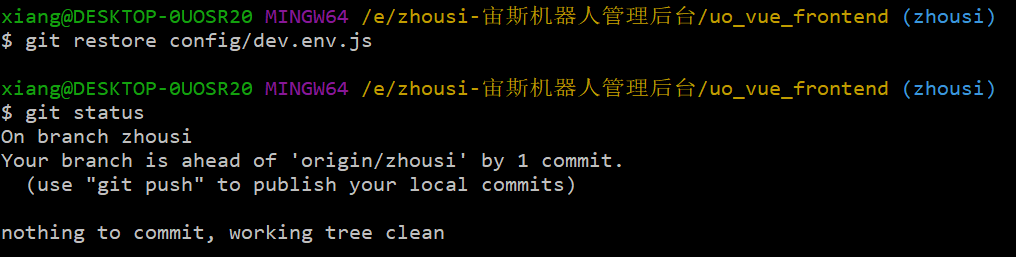 xiang@DESKTOP-0UOSR20 MINGW64 /e/zhousi-宙斯机器人管理后台/uo_vue_frontend (zhousi)
$ git restore config/dev.env.js
xiang@DESKTOP-0UOSR20 MINGW64 /e/zhousi-宙斯机器人管理后台/uo_vue_frontend (zhousi)
$ git status
On branch zhousi
Your branch is ahead of 'origin/zhousi' by 1 commit.
  (use "git push" to publish your local commits)
nothing to commit, working tree clean